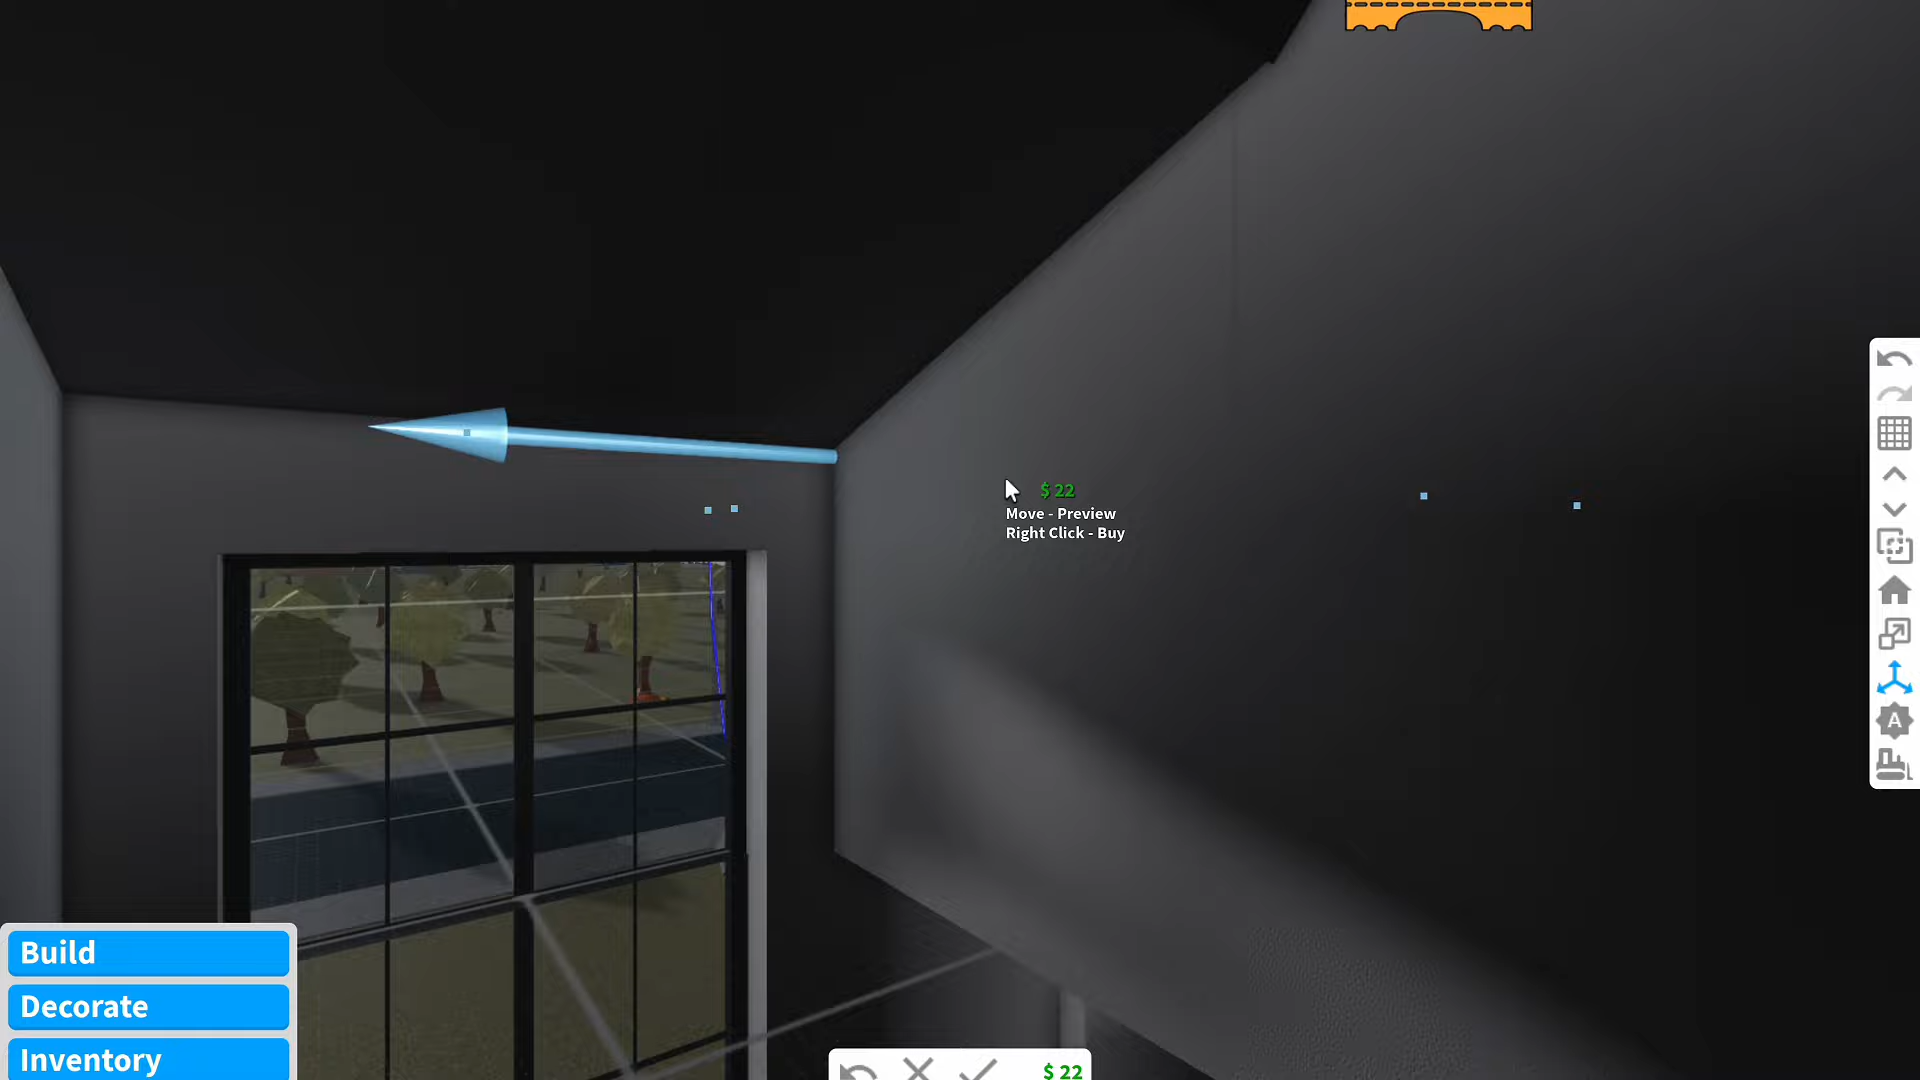 $ 22
Move - Preview
Right Click - Buy
A
Build
Decorate
Inventory
$ 22